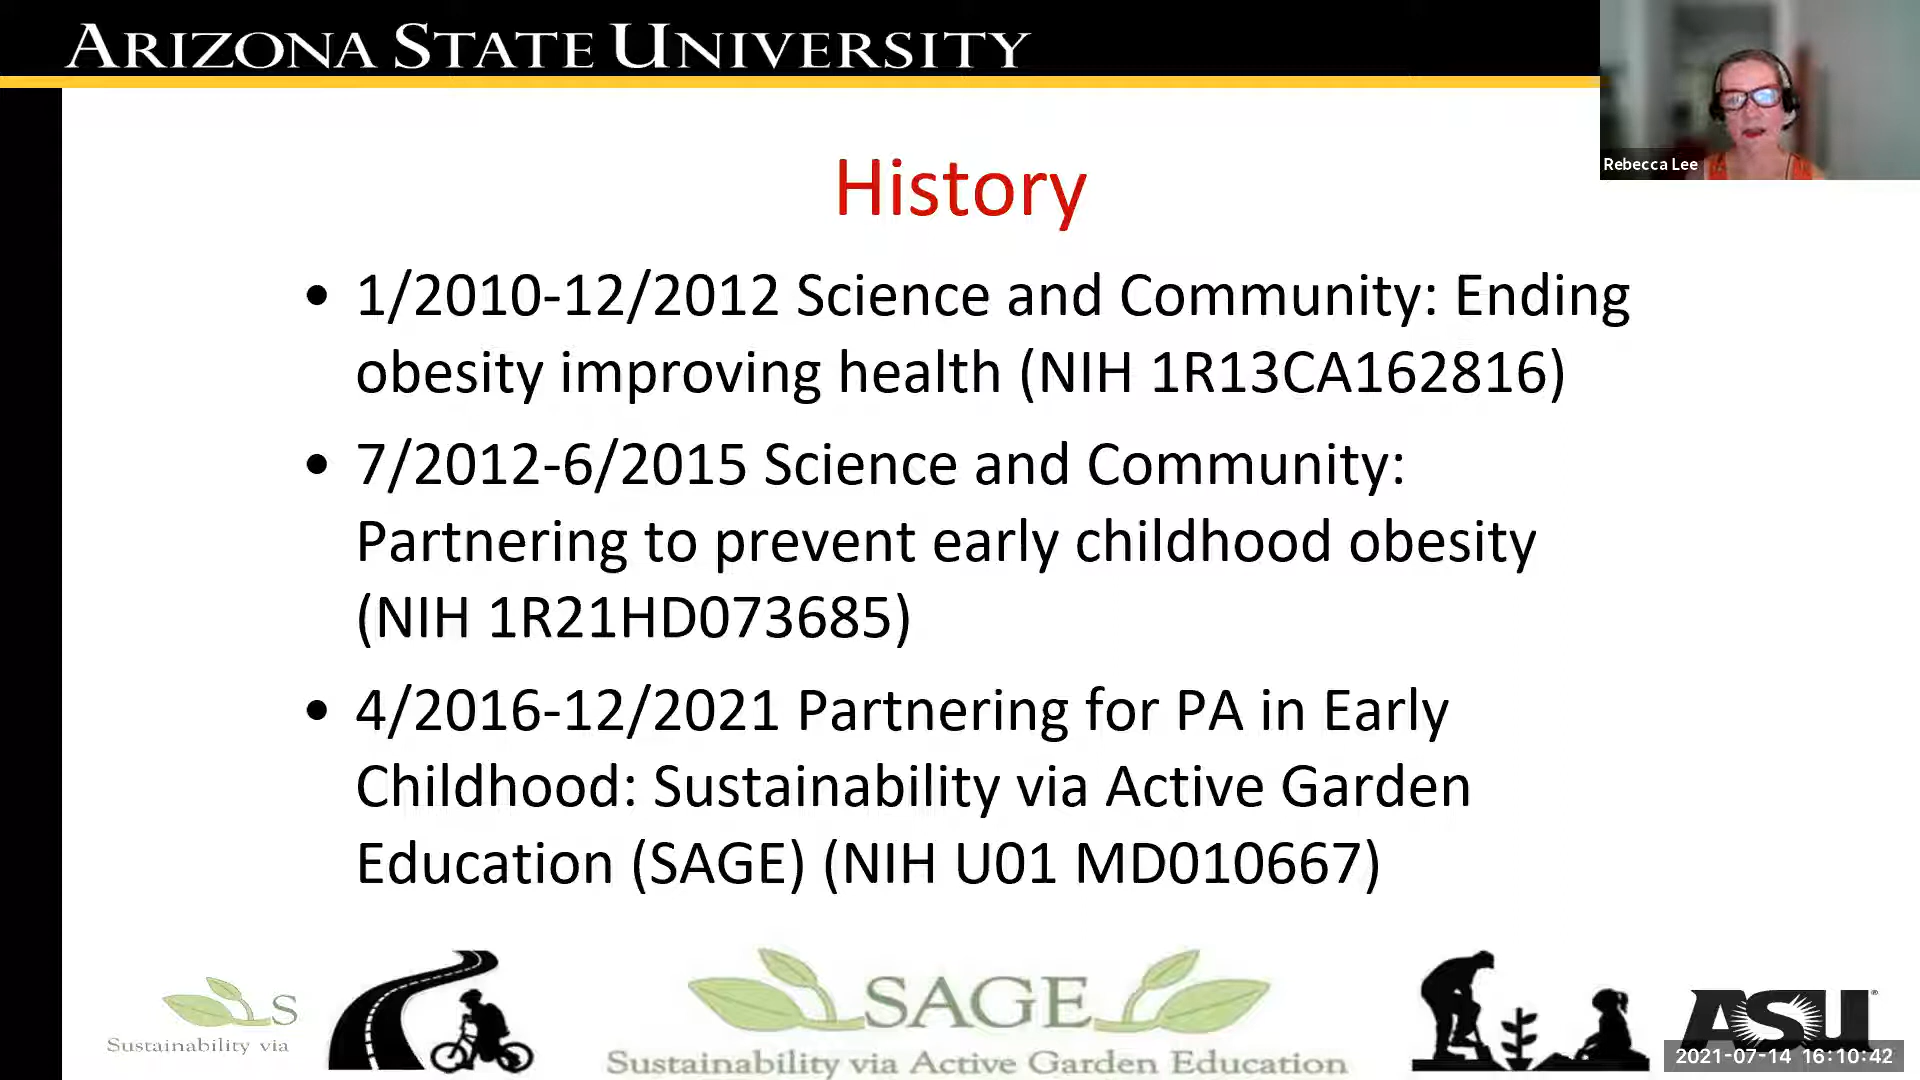 ARIZONA STATE UNIVERSITY
Rebecca Lee
History
• 1/2010-12/2012 Science and Community: Ending
obesity improving health (NIH 1R13CA162816)
• 7/2012-6/2015 Science and Community:
Partnering to prevent early childhood obesity
(NIH 1R21HD073685)
• 4/2016-12/2021 Partnering for PA in Early
Childhood: Sustainability via Active Garden
Education (SAGE) (NIH U01 MD010667)
S
Sustainability via
SAGE
Sustainability via Active Garden Education
ASU
2021-07-14 16:10:42